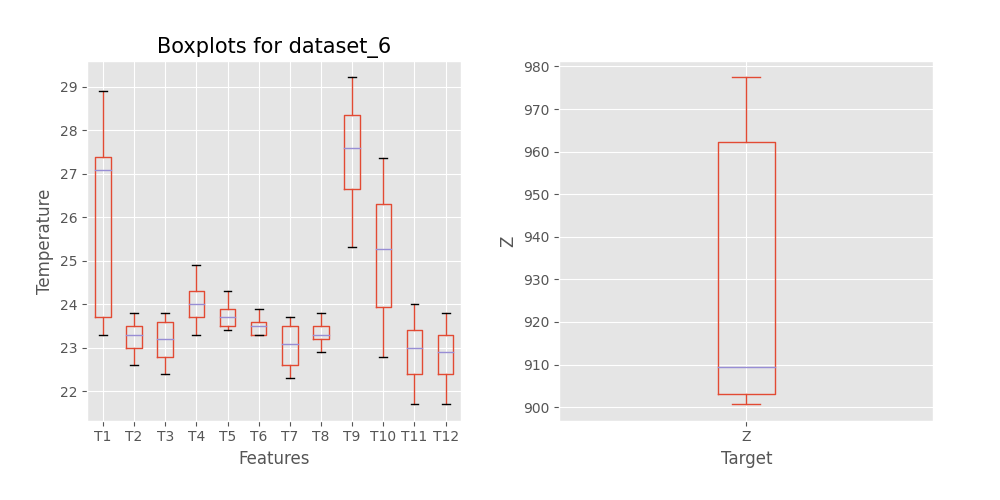 Boxplots for dataset_6
Temperature
29
28
27
26
25
24
23
22
T1 T2 T3 T4 T5 T6 T7 T8 T9 T10 T11 T12
Features
Z
980
970
960
950
940
930
920
910
900
Z
Target